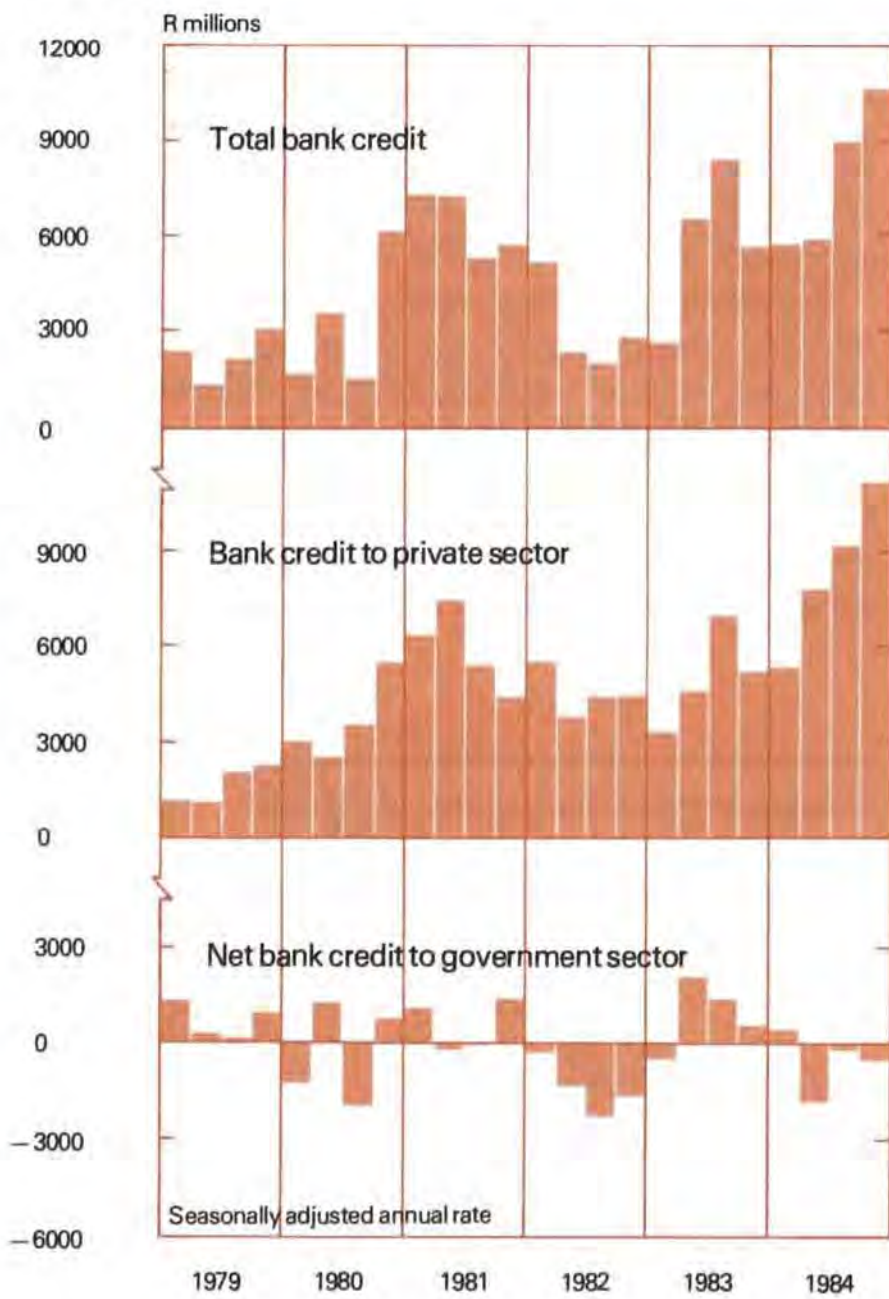 R millions
12000
9000
Total bank credit
6000
3000
0
9000
Bank credit to private sector
6000
3000
0
3000
Net bank credit to government sector
0
—3000
Seasonally adjusted annual rate
—6000
1979 1980 1981 1982 1983 1984